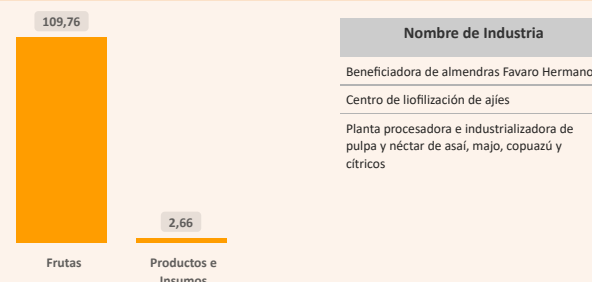 109,76
2,66
Frutas
Productos e
Insumos
Nombre de Industria
Beneficiadora de almendras Favaro Hermano
Centro de liofilización de ajíes
Planta procesadora e industrializadora de
pulpa y néctar de asaí, majo, copuazú y
cítricos